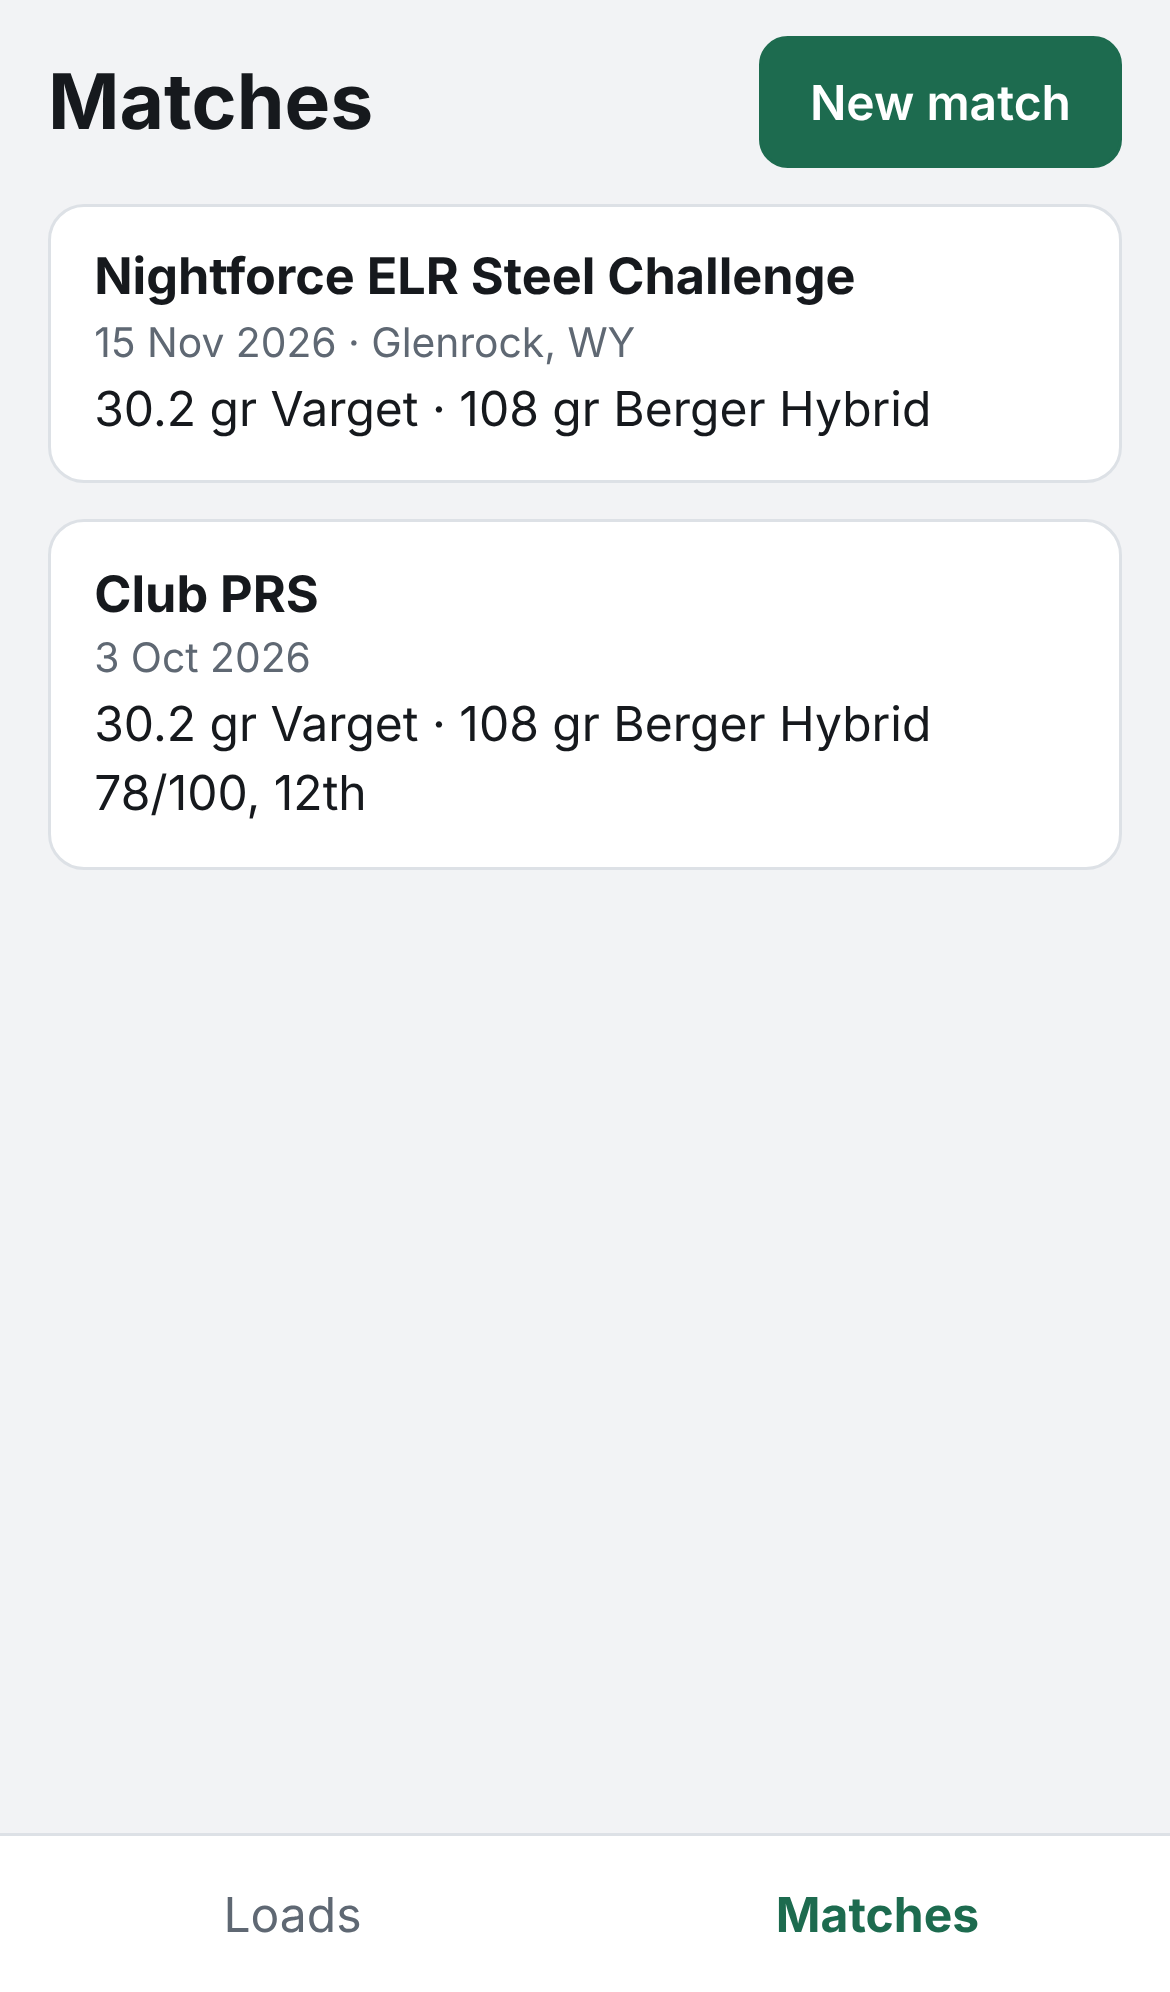 Matches
New match
Nightforce ELR Steel Challenge
15 Nov 2026 · Glenrock, WY
30.2 gr Varget · 108 gr Berger Hybrid
Club PRS
3 Oct 2026
30.2 gr Varget · 108 gr Berger Hybrid
78/100, 12th
Loads
Matches